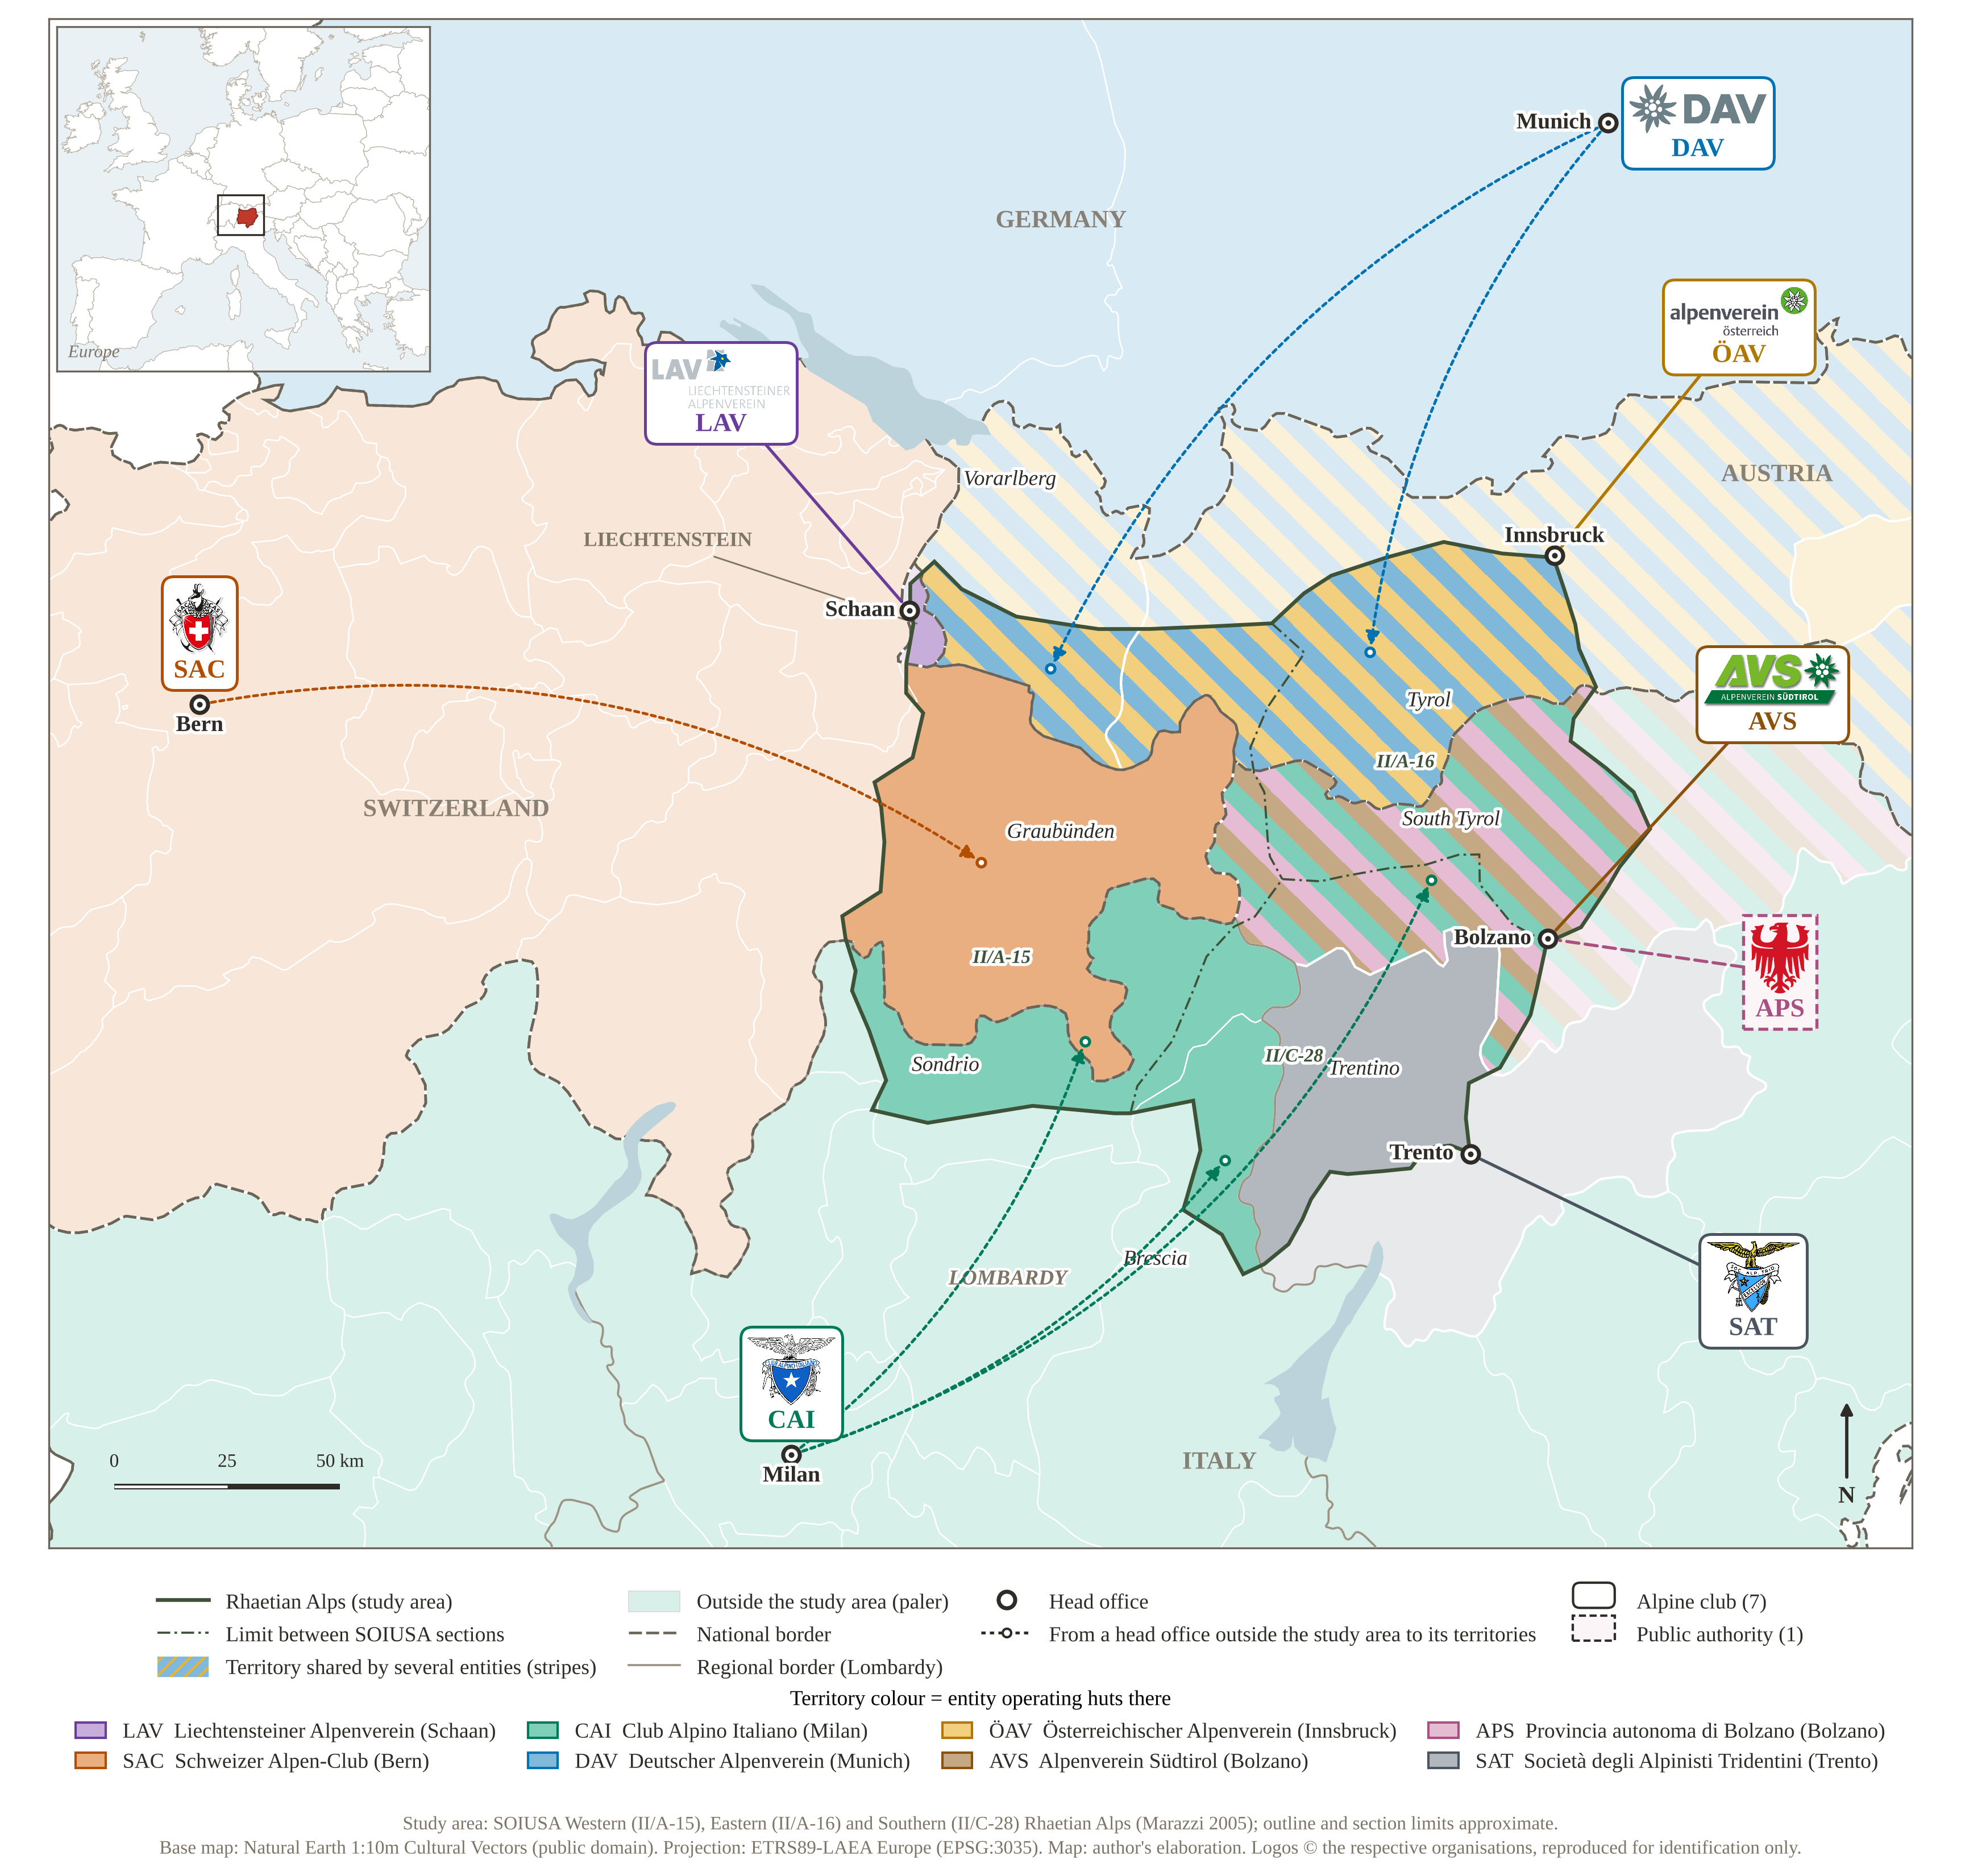 Europe
Munich
DAV
DAV
GERMANY
alpenverein
österreich
ÖAV
LAV
LIECHTENSTEINER
ALPENVEREIN
LAV
Vorarlberg
AUSTRIA
LIECHTENSTEIN
Innsbruck
Schaan
SAC
Bern
AVS
ALPENVEREIN SÜDTIROL
AVS
Tyrol
II/A-16
SWITZERLAND
Graubünden
South Tyrol
Bolzano
II/A-15
APS
Sondrio
II/C-28
Trentino
Trento
Brescia
LOMBARDY
SAT
CAI
Milan
ITALY
0 25 50 km
N
Rhaetian Alps (study area)
Outside the study area (paler)
Head office
Alpine club (7)
Limit between SOIUSA sections
National border
From a head office outside the study area to its territories
Public authority (1)
Territory shared by several entities (stripes)
Regional border (Lombardy)
Territory colour = entity operating huts there
LAV Liechtensteiner Alpenverein (Schaan)
CAI Club Alpino Italiano (Milan)
ÖAV Österreichischer Alpenverein (Innsbruck)
APS Provincia autonoma di Bolzano (Bolzano)
SAC Schweizer Alpen-Club (Bern)
DAV Deutscher Alpenverein (Munich)
AVS Alpenverein Südtirol (Bolzano)
SAT Società degli Alpinisti Tridentini (Trento)
Study area: SOIUSA Western (II/A-15), Eastern (II/A-16) and Southern (II/C-28) Rhaetian Alps (Marazzi 2005); outline and section limits approximate.
Base map: Natural Earth 1:10m Cultural Vectors (public domain). Projection: ETRS89-LAEA Europe (EPSG:3035). Map: author's elaboration. Logos © the respective organisations, reproduced for identification only.